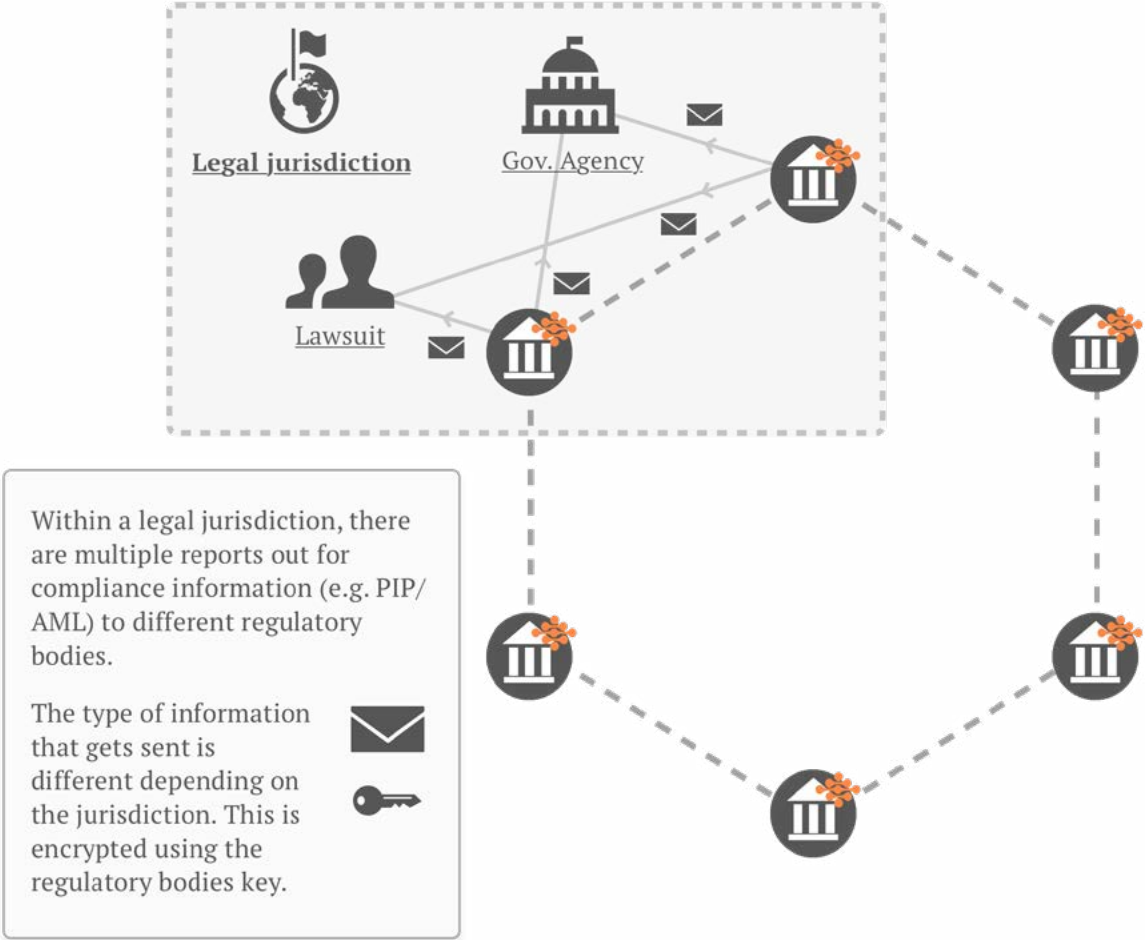 Legal jurisdiction
Gov. Agency
Lawsuit
Within a legal jurisdiction, there
are multiple reports out for
compliance information (e.g. PIP/
AML) to different regulatory
bodies.
The type of information
that gets sent is
different depending on
the jurisdiction. This is
encrypted using the
regulatory bodies key.